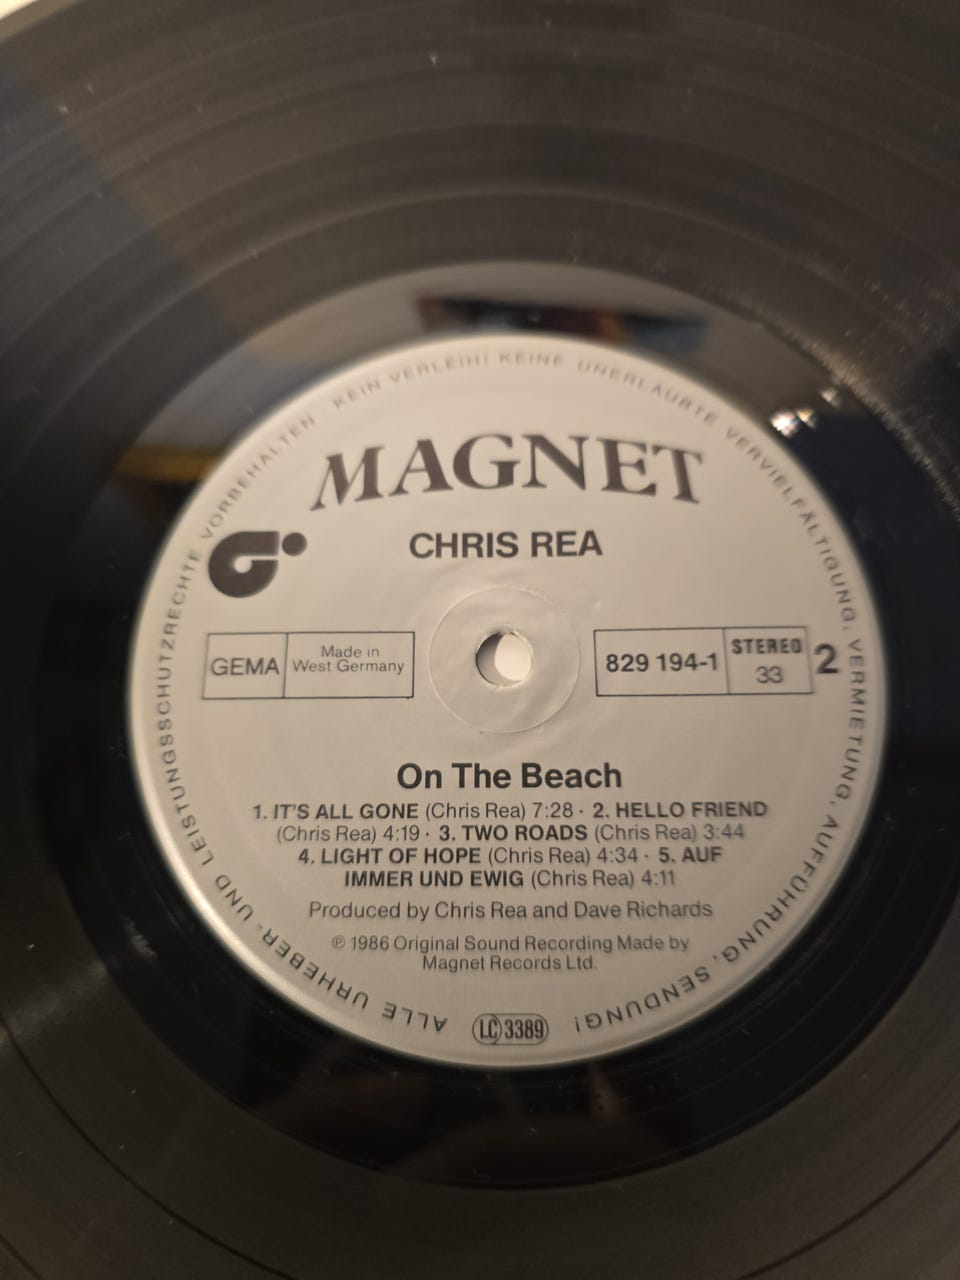 MAGNET
CHRIS REA
GEMA
Made in
West Germany
829 194-1
STEREO
33
2
On The Beach
1. IT'S ALL GONE (Chris Rea) 7:28 · 2. HELLO FRIEND
(Chris Rea) 4:19 · 3. TWO ROADS (Chris Rea) 3:44
4. LIGHT OF HOPE (Chris Rea) 4:34 · 5. AUF
IMMER UND EWIG (Chris Rea) 4:11
Produced by Chris Rea and Dave Richards
℗ 1986 Original Sound Recording Made by
Magnet Records Ltd.
ALLE URHEBER- UND LEISTUNGSSCHUTZRECHTE VORBEHALTEN · KEIN VERLEIH! KEINE UNERLAUBTE VERVIELFÄLTIGUNG, VERMIETUNG, AUFFÜHRUNG, SENDUNG!
LC 3389